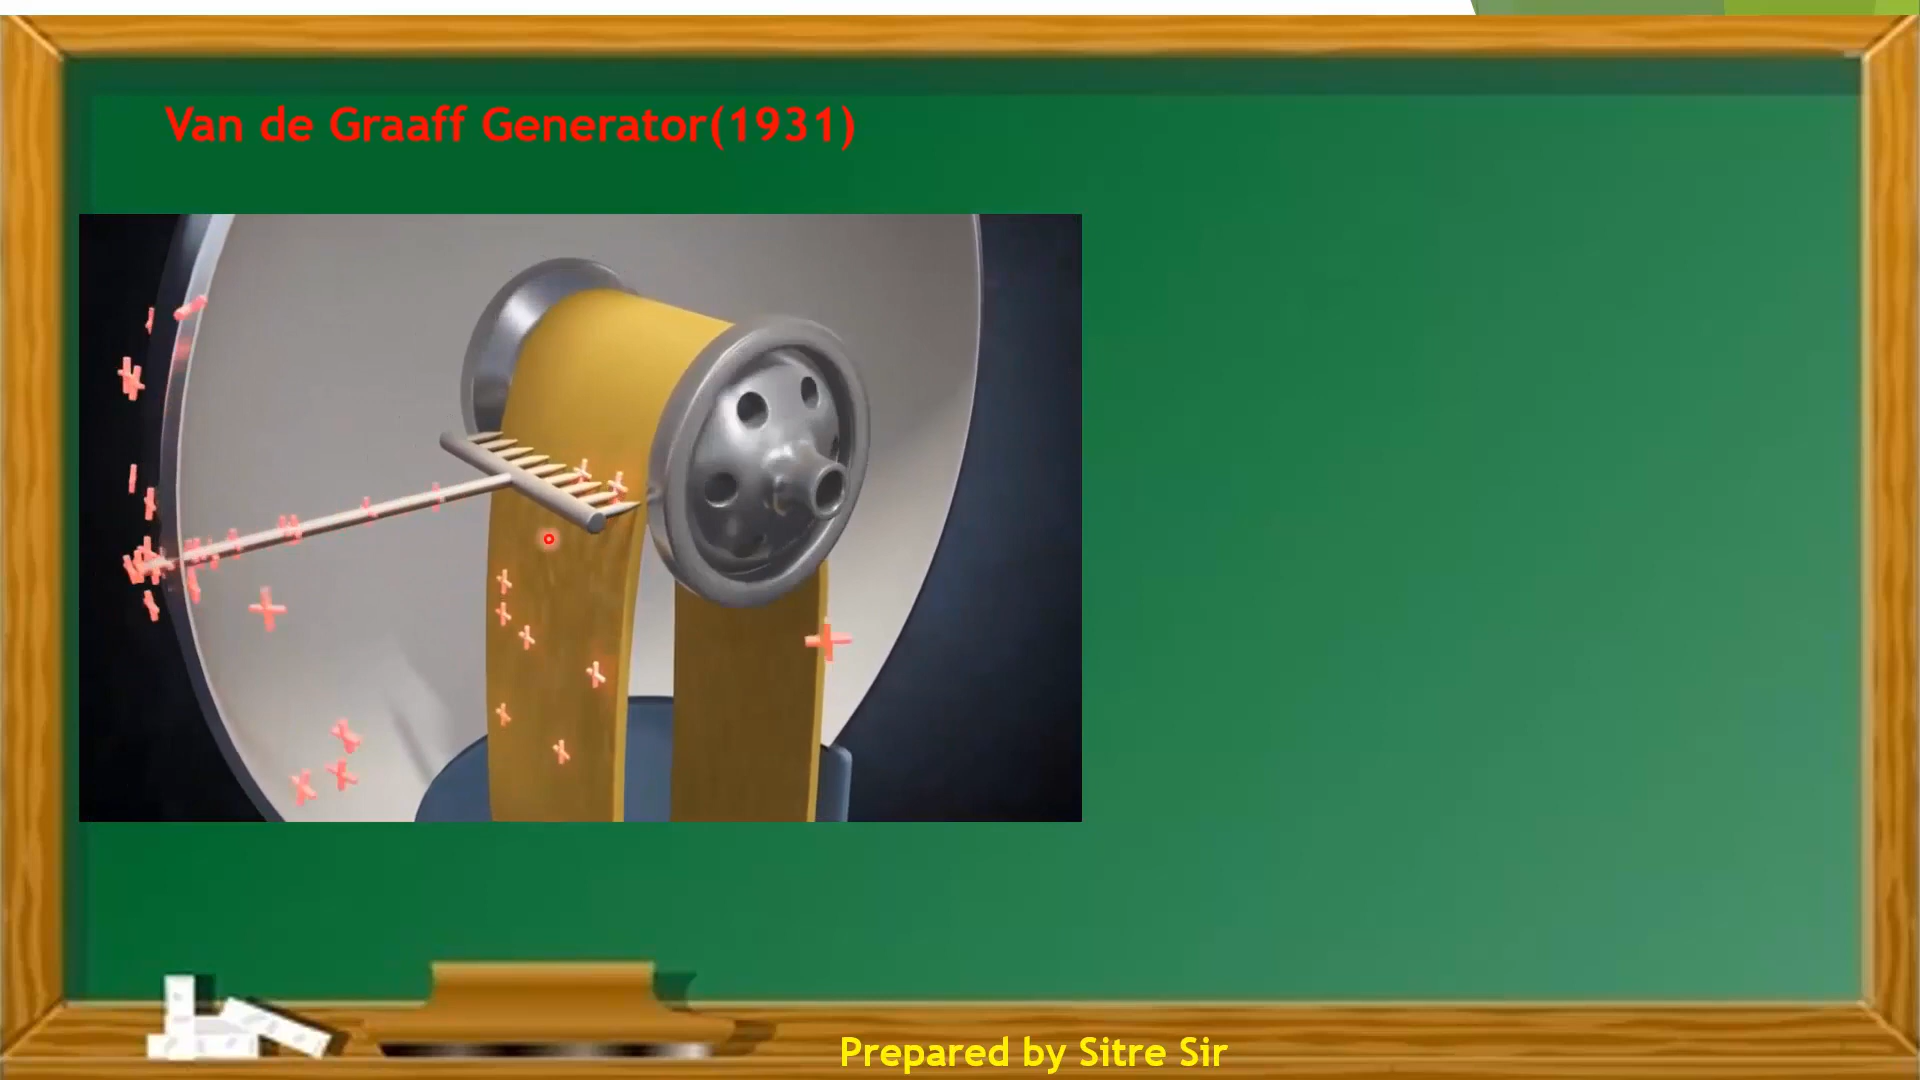 Van de Graaff Generator(1931)
Prepared by Sitre Sir